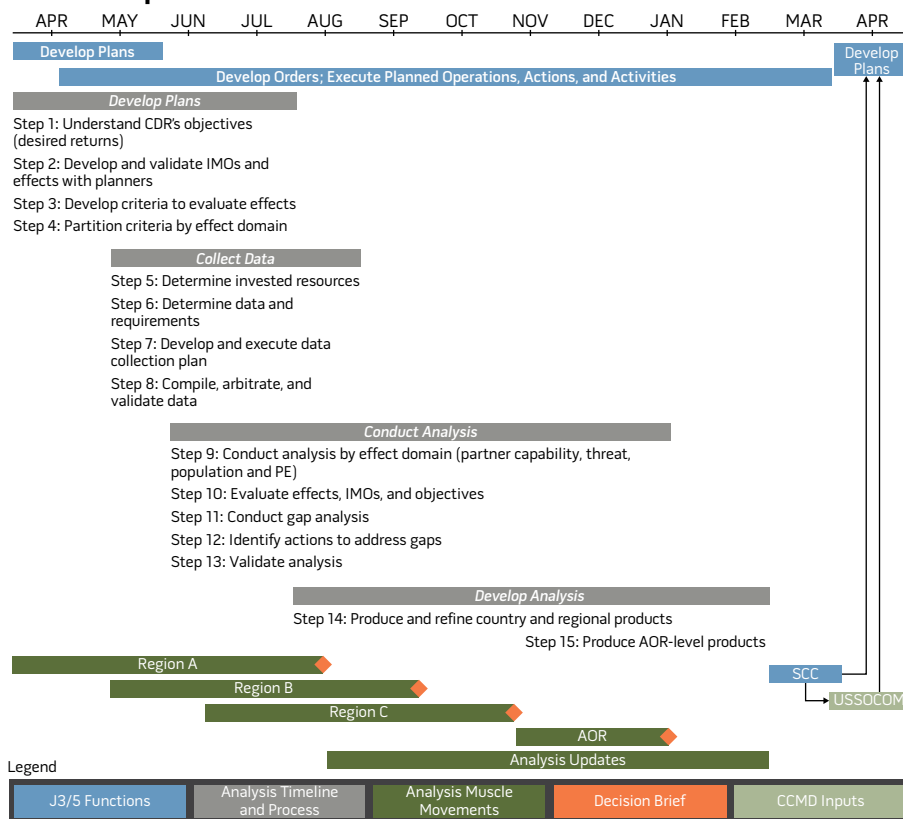 APR MAY JUN JUL AUG SEP OCT NOV DEC JAN FEB MAR APR
Develop Plans
Develop
Plans
Develop Orders; Execute Planned Operations, Actions, and Activities
Develop Plans
Step 1: Understand CDR's objectives
(desired returns)
Step 2: Develop and validate IMOs and
effects with planners
Step 3: Develop criteria to evaluate effects
Step 4: Partition criteria by effect domain
Collect Data
Step 5: Determine invested resources
Step 6: Determine data and
requirements
Step 7: Develop and execute data
collection plan
Step 8: Compile, arbitrate, and
validate data
Conduct Analysis
Step 9: Conduct analysis by effect domain (partner capability, threat,
population and PE)
Step 10: Evaluate effects, IMOs, and objectives
Step 11: Conduct gap analysis
Step 12: Identify actions to address gaps
Step 13: Validate analysis
Develop Analysis
Step 14: Produce and refine country and regional products
Step 15: Produce AOR-level products
Region A
SCC
Region B
USSOCOM
Region C
AOR
Analysis Updates
Legend
J3/5 Functions
Analysis Timeline
and Process
Analysis Muscle
Movements
Decision Brief
CCMD Inputs